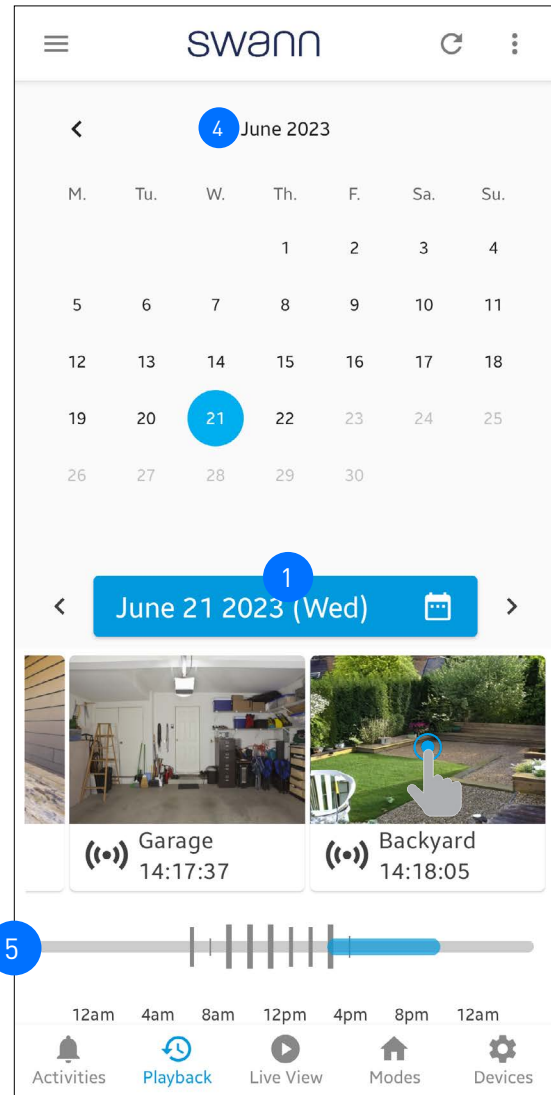 swann
4 June 2023
M. Tu. W. Th. F. Sa. Su.
1 2 3 4
5 6 7 8 9 10 11
12 13 14 15 16 17 18
19 20 21 22 23 24 25
26 27 28 29 30
1
June 21 2023 (Wed)
Garage
14:17:37
Backyard
14:18:05
5
12am 4am 8am 12pm 4pm 8pm 12am
Activities Playback Live View Modes Devices